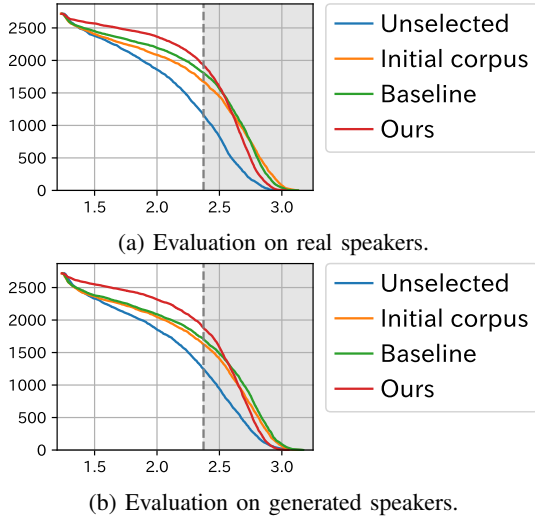 2500
2000
1500
1000
500
0
1.5 2.0 2.5 3.0
Unselected
Initial corpus
Baseline
Ours
(a) Evaluation on real speakers.
2500
2000
1500
1000
500
0
1.5 2.0 2.5 3.0
Unselected
Initial corpus
Baseline
Ours
(b) Evaluation on generated speakers.